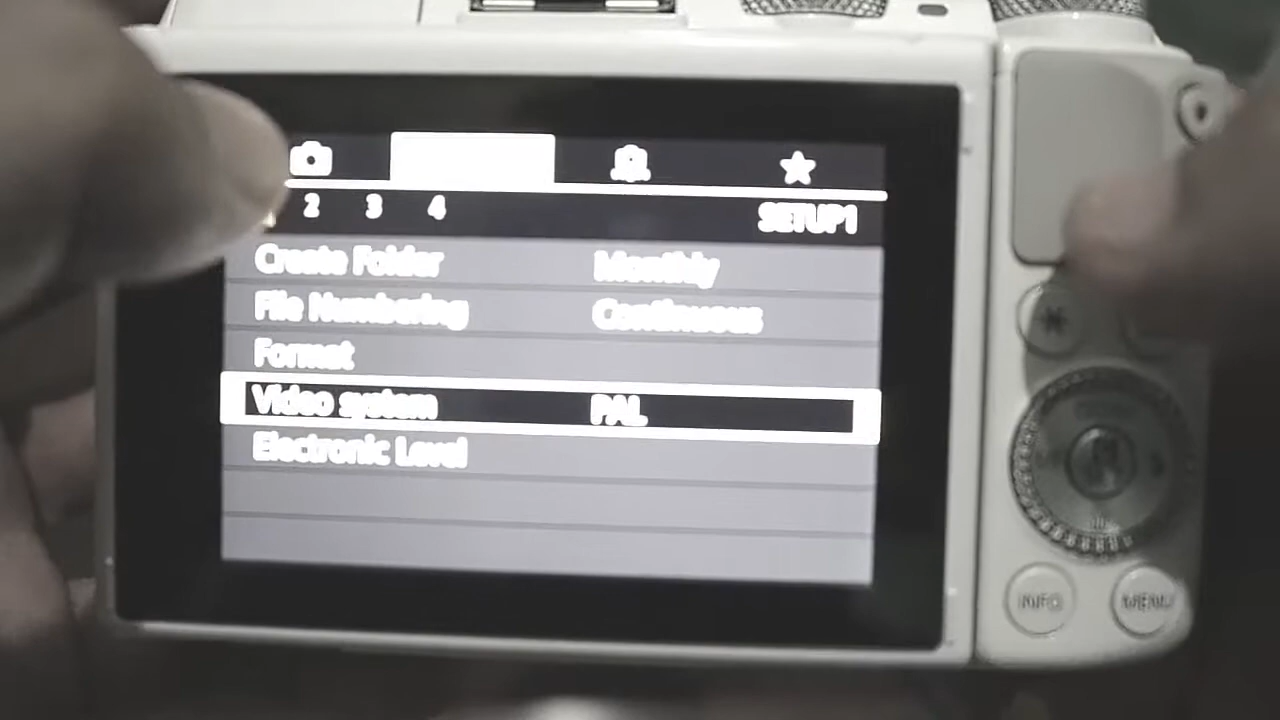 2 3 4
SETUP1
Create Folder Monthly
File Numbering Continuous
Format
Video system PAL
Electronic Level
INFO
MENU